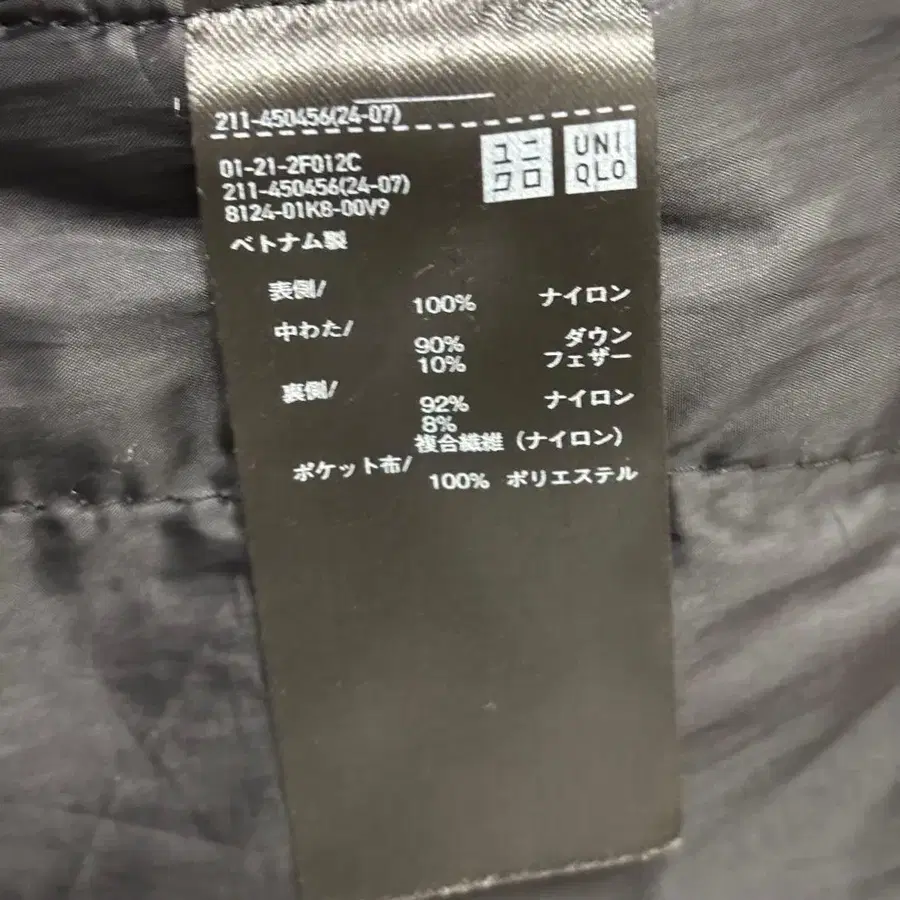 211-450456(24-07)
ユニ
クロ
UNI
QLO
01-21-2F012C
211-450456(24-07)
8124-01K8-00V9
ベトナム製
表側/
100% ナイロン
中わた/
90% ダウン
10% フェザー
裏側/
92% ナイロン
8%
複合繊維(ナイロン)
ポケット布/
100% ポリエステル